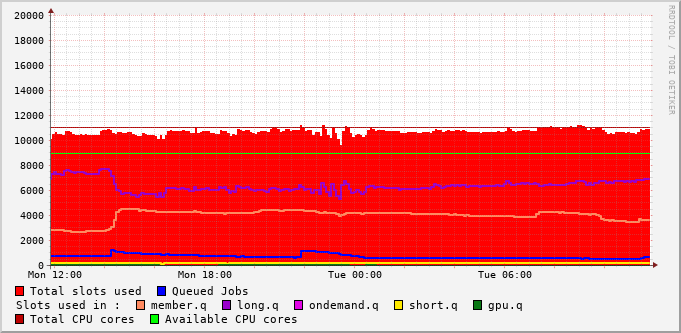 20000
18000
16000
14000
12000
10000
8000
6000
4000
2000
0
Mon 12:00 Mon 18:00 Tue 00:00 Tue 06:00
RRDTOOL / TOBI OETIKER
Total slots used Queued Jobs
Slots used in : member.q long.q ondemand.q short.q gpu.q
Total CPU cores Available CPU cores